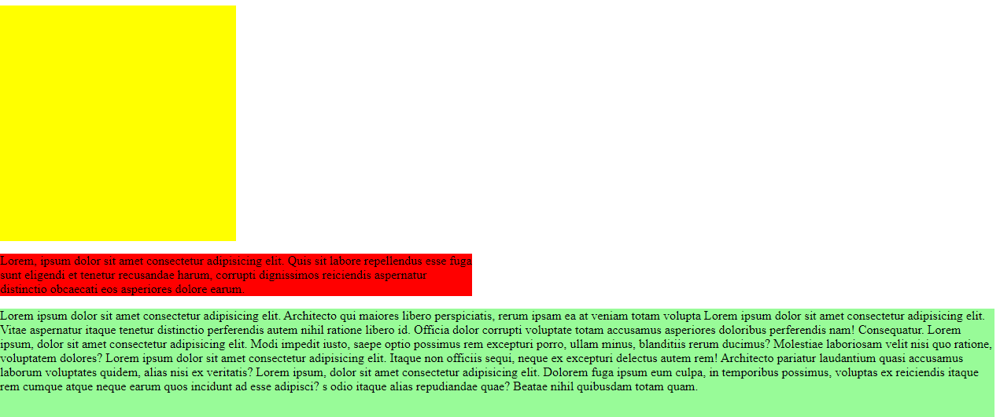 Lorem, ipsum dolor sit amet consectetur adipisicing elit. Quis sit labore repellendus esse fuga
sunt eligendi et tenetur recusandae harum, corrupti dignissimos reiciendis aspernatur
distinctio obcaecati eos asperiores dolore earum.
Lorem ipsum dolor sit amet consectetur adipisicing elit. Architecto qui maiores libero perspiciatis, rerum ipsam ea at veniam totam volupta Lorem ipsum dolor sit amet consectetur adipisicing elit.
Vitae aspernatur itaque tenetur distinctio perferendis autem nihil ratione libero id. Officia dolor corrupti voluptate totam accusamus asperiores doloribus perferendis nam! Consequatur. Lorem
ipsum, dolor sit amet consectetur adipisicing elit. Modi impedit iusto, saepe optio possimus rem excepturi porro, ullam minus, blanditiis rerum ducimus? Molestiae laboriosam velit nisi quo ratione,
voluptatem dolores? Lorem ipsum dolor sit amet consectetur adipisicing elit. Itaque non officiis sequi, neque ex excepturi delectus autem rem! Architecto pariatur laudantium quasi accusamus
laborum voluptates quidem, alias nisi ex veritatis? Lorem ipsum, dolor sit amet consectetur adipisicing elit. Dolorem fuga ipsum eum culpa, in temporibus possimus, voluptas ex reiciendis itaque
rem cumque atque neque earum quos incidunt ad esse adipisci? s odio itaque alias repudiandae quae? Beatae nihil quibusdam totam quam.